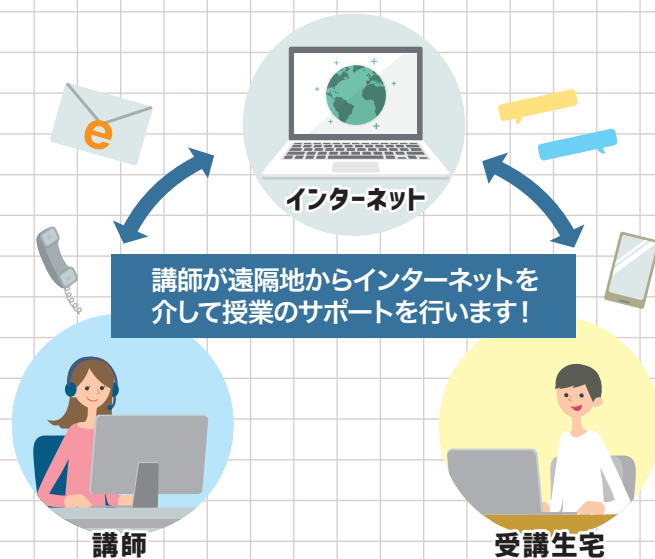 e
インターネット
講師が遠隔地からインターネットを
介して授業のサポートを行います！
講師
受講生宅